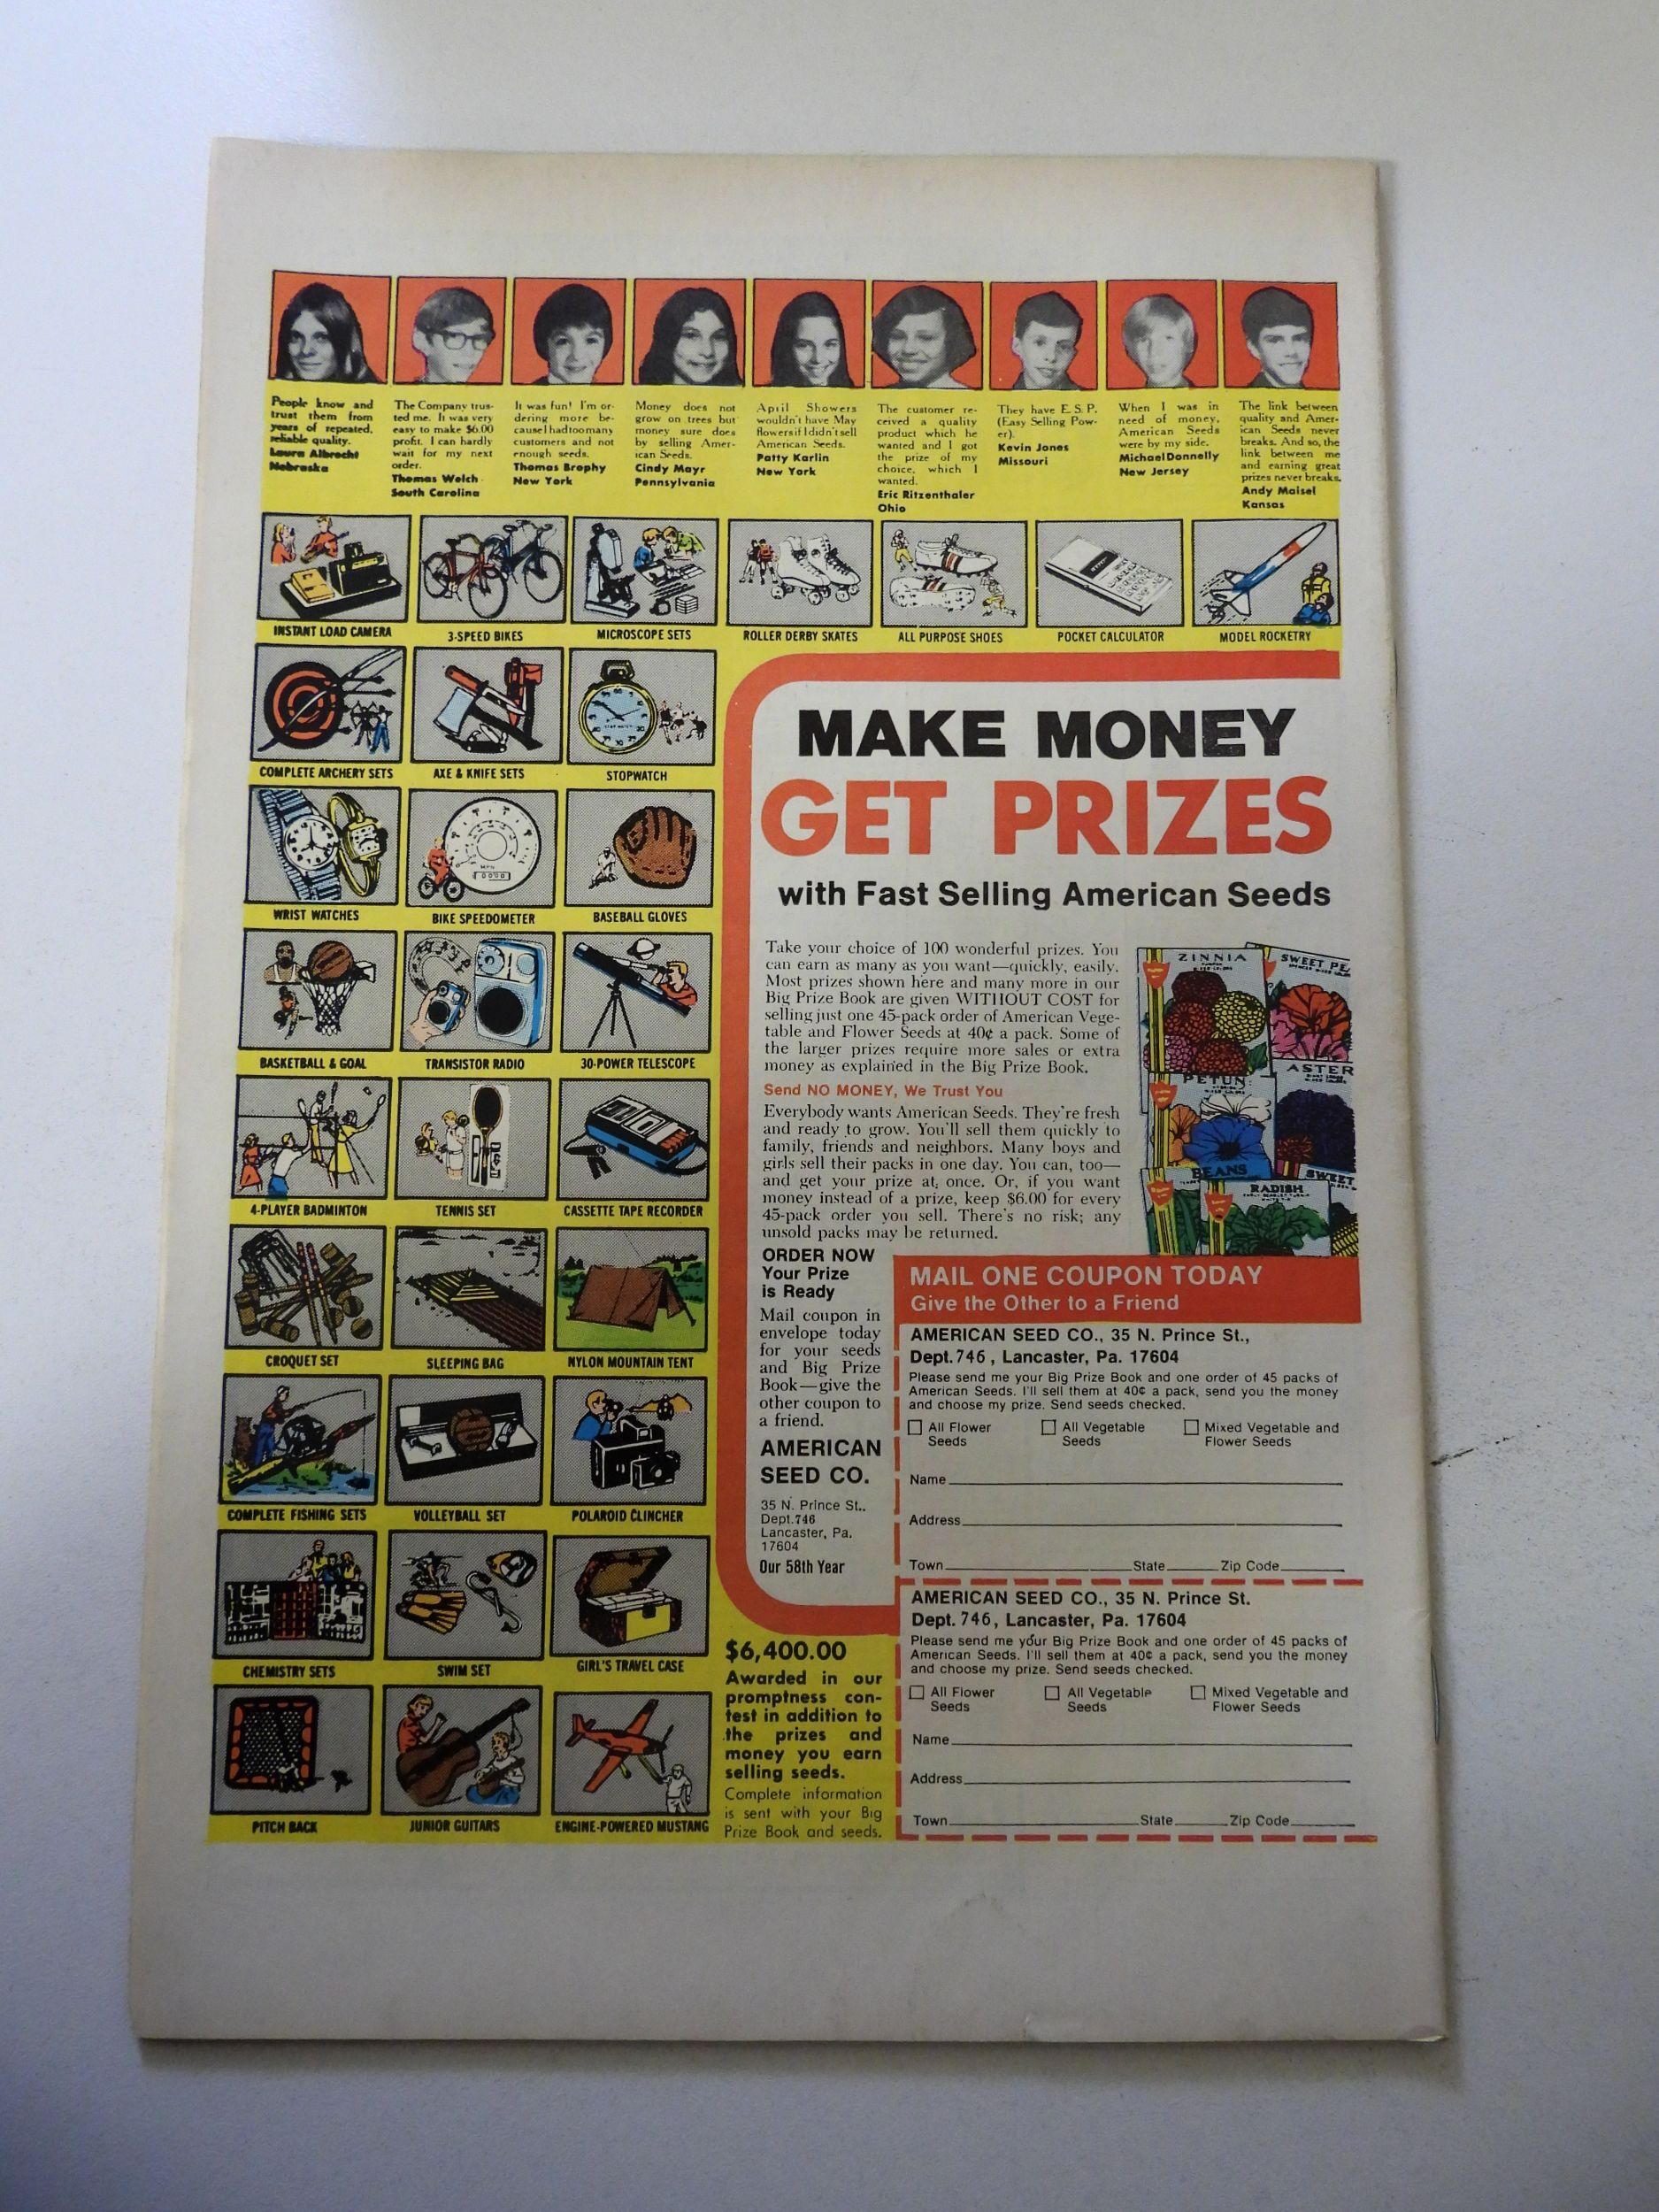 People know and
trust them from
years of repeated,
reliable quality.
Laura Albrecht
Nebraska
The Company trus-
ted me. It was very
easy to make $6.00
profit. I can hardly
wait for my next
order.
Thomas Welch
South Carolina
It was fun! I'm or-
dering more be-
cause I had too many
customers and not
enough seeds.
Thomas Brophy
New York
Money does not
grow on trees but
money sure does
by selling Amer-
ican Seeds.
Cindy Mayr
Pennsylvania
April Showers
wouldn't have May
flowers if I didn't sell
American Seeds.
Patty Karlin
New York
The customer re-
ceived a quality
product which he
wanted and I got
the prize of my
choice, which I
wanted.
Eric Ritzenthaler
Ohio
They have E.S.P.
(Easy Selling Pow-
er).
Kevin Jones
Missouri
When I was in
need of money,
American Seeds
were by my side.
Michael Donnelly
New Jersey
The link between
quality and Amer-
ican Seeds never
breaks. And so, the
link between me
and earning great
prizes never breaks.
Andy Maisel
Kansas
INSTANT LOAD CAMERA
3-SPEED BIKES
MICROSCOPE SETS
ROLLER DERBY SKATES
ALL PURPOSE SHOES
POCKET CALCULATOR
MODEL ROCKETRY
COMPLETE ARCHERY SETS
AXE & KNIFE SETS
STOPWATCH
WRIST WATCHES
BIKE SPEEDOMETER
BASEBALL GLOVES
BASKETBALL & GOAL
TRANSISTOR RADIO
30-POWER TELESCOPE
4-PLAYER BADMINTON
TENNIS SET
CASSETTE TAPE RECORDER
CROQUET SET
SLEEPING BAG
NYLON MOUNTAIN TENT
COMPLETE FISHING SETS
VOLLEYBALL SET
POLAROID CLINCHER
CHEMISTRY SETS
SWIM SET
GIRL'S TRAVEL CASE
PITCH BACK
JUNIOR GUITARS
ENGINE-POWERED MUSTANG
MAKE MONEY
GET PRIZES
with Fast Selling American Seeds
Take your choice of 100 wonderful prizes. You
can earn as many as you want—quickly, easily.
Most prizes shown here and many more in our
Big Prize Book are given WITHOUT COST for
selling just one 45-pack order of American Vege-
table and Flower Seeds at 40¢ a pack. Some of
the larger prizes require more sales or extra
money as explained in the Big Prize Book.
Send NO MONEY, We Trust You
Everybody wants American Seeds. They're fresh
and ready to grow. You'll sell them quickly to
family, friends and neighbors. Many boys and
girls sell their packs in one day. You can, too—
and get your prize at once. Or, if you want
money instead of a prize, keep $6.00 for every
45-pack order you sell. There's no risk; any
unsold packs may be returned.
ZINNIA
SWEET PE
ASTER
PETUN
BEANS
SWEET
RADISH
ORDER NOW
Your Prize
is Ready
Mail coupon in
envelope today
for your seeds
and Big Prize
Book—give the
other coupon to
a friend.
AMERICAN
SEED CO.
35 N. Prince St.,
Dept.746
Lancaster, Pa.
17604
Our 58th Year
$6,400.00
Awarded in our
promptness con-
test in addition to
the prizes and
money you earn
selling seeds.
Complete information
is sent with your Big
Prize Book and seeds.
MAIL ONE COUPON TODAY
Give the Other to a Friend
AMERICAN SEED CO., 35 N. Prince St.,
Dept.746, Lancaster, Pa. 17604
Please send me your Big Prize Book and one order of 45 packs of
American Seeds. I'll sell them at 40¢ a pack, send you the money
and choose my prize. Send seeds checked.
All Flower Seeds
All Vegetable Seeds
Mixed Vegetable and Flower Seeds
Name
Address
Town State Zip Code
AMERICAN SEED CO., 35 N. Prince St.
Dept. 746, Lancaster, Pa. 17604
Please send me your Big Prize Book and one order of 45 packs of
American Seeds. I'll sell them at 40¢ a pack, send you the money
and choose my prize. Send seeds checked.
All Flower Seeds
All Vegetable Seeds
Mixed Vegetable and Flower Seeds
Name
Address
Town State Zip Code